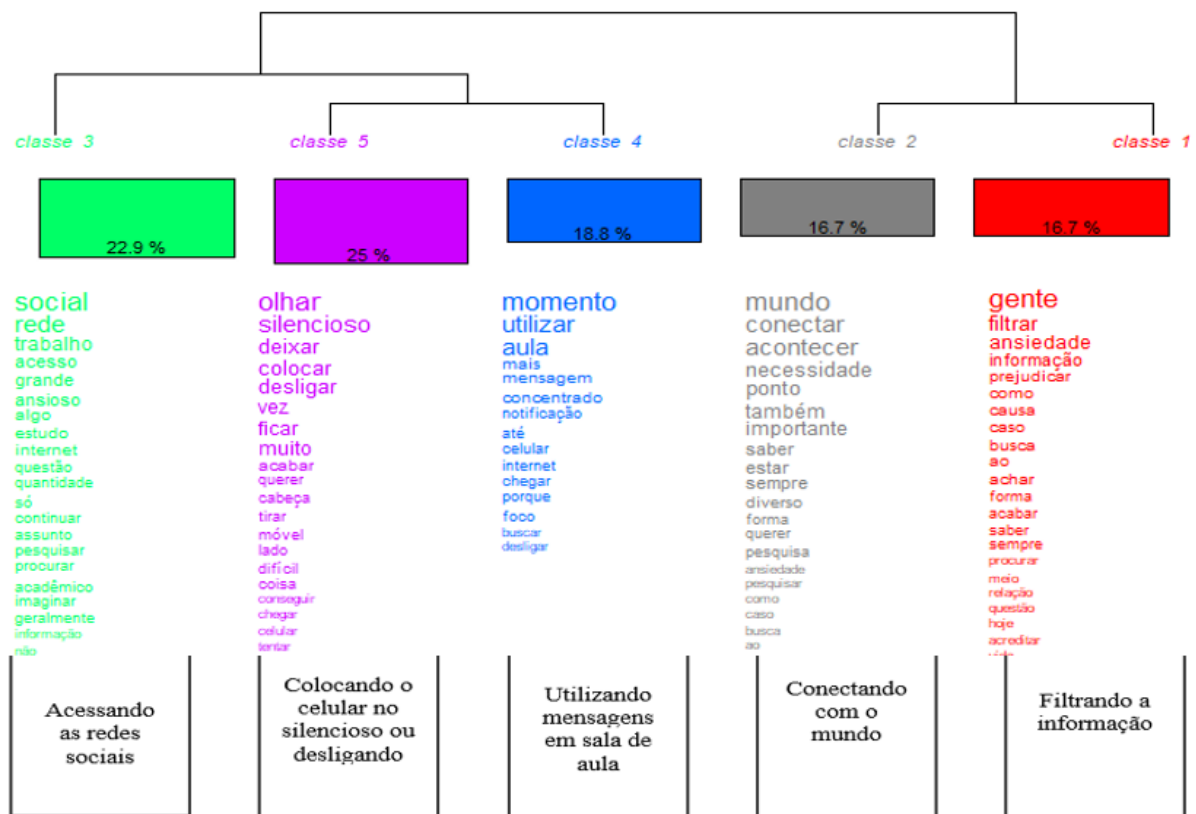 classe 3
classe 5
classe 4
classe 2
classe 1
22.9 %
25 %
18.8 %
16.7 %
16.7 %
social
rede
trabalho
acesso
grande
ansioso
algo
estudo
internet
questão
quantidade
só
continuar
assunto
pesquisar
procurar
acadêmico
imaginar
geralmente
informação
não
olhar
silencioso
deixar
colocar
desligar
vez
ficar
muito
acabar
querer
cabeça
tirar
móvel
lado
difícil
coisa
conseguir
chegar
celular
tentar
momento
utilizar
aula
mais
mensagem
concentrado
notificação
até
celular
internet
chegar
porque
foco
buscar
desligar
mundo
conectar
acontecer
necessidade
ponto
também
importante
saber
estar
sempre
diverso
forma
querer
pesquisa
ansiedade
pesquisar
como
caso
busca
ao
gente
filtrar
ansiedade
informação
prejudicar
como
causa
caso
busca
ao
achar
forma
acabar
saber
sempre
procurar
meio
relação
questão
hoje
acreditar
Acessando
as redes
sociais
Colocando o
celular no
silencioso ou
desligando
Utilizando
mensagens
em sala de
aula
Conectando
com o
mundo
Filtrando a
informação